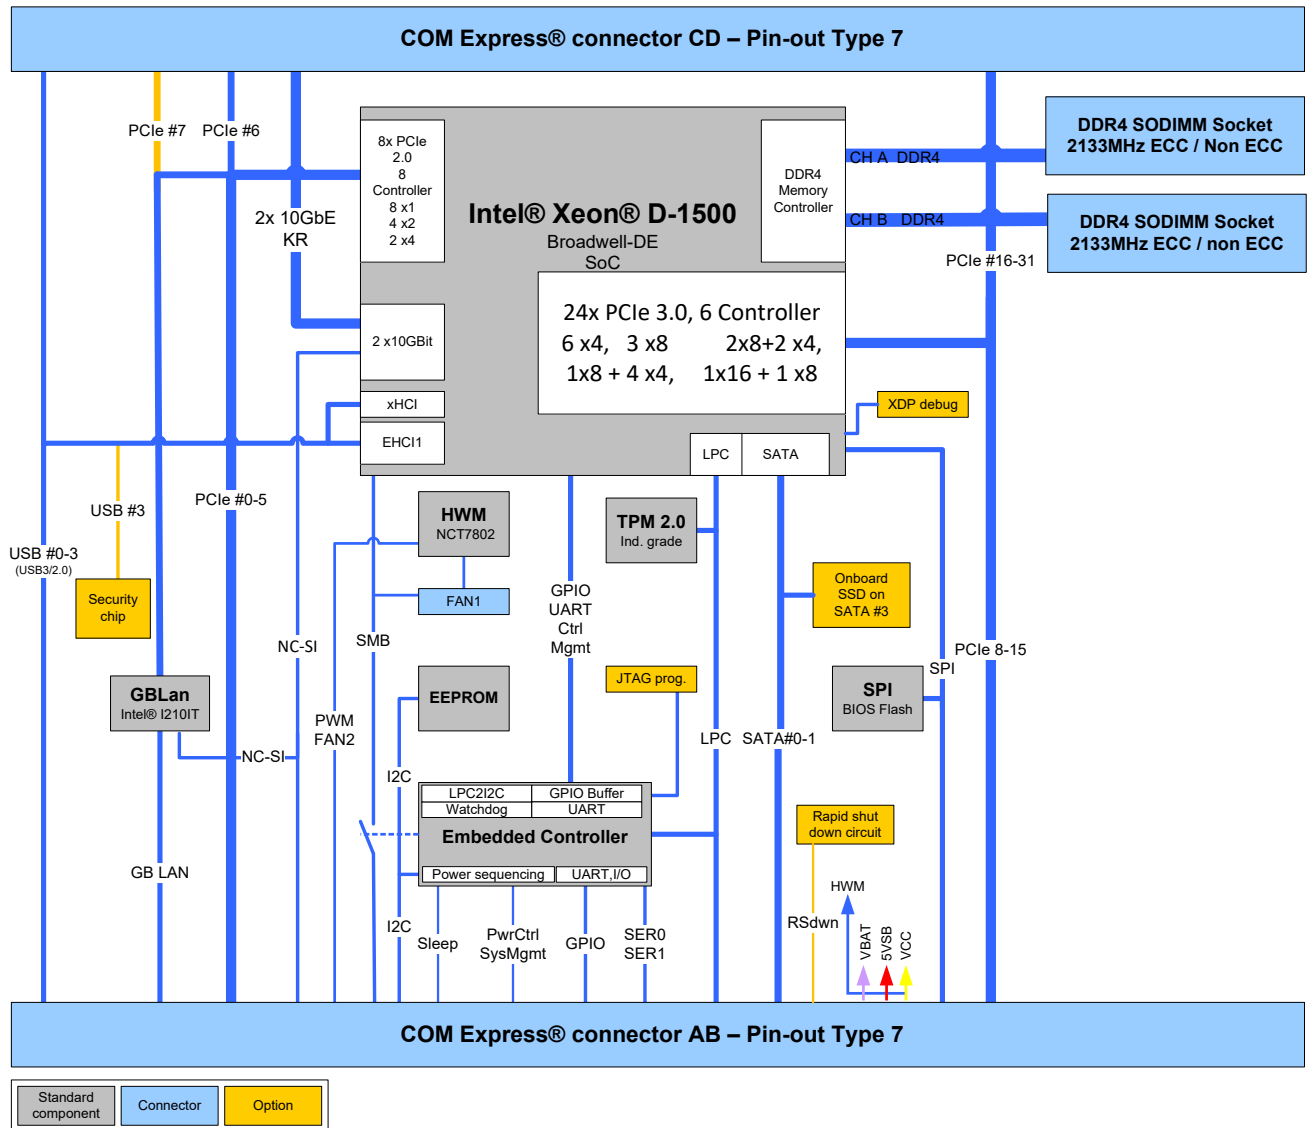 COM Express® connector CD – Pin-out Type 7
PCIe #7
PCIe #6
2x 10GbE
KR
8x PCIe
2.0
8
Controller
8 x1
4 x2
2 x4
Intel® Xeon® D-1500
Broadwell-DE
SoC
DDR4
Memory
Controller
CH A DDR4
CH B DDR4
DDR4 SODIMM Socket
2133MHz ECC / Non ECC
DDR4 SODIMM Socket
2133MHz ECC / non ECC
PCIe #16-31
24x PCIe 3.0, 6 Controller
6 x4, 3 x8 2x8+2 x4,
1x8 + 4 x4, 1x16 + 1 x8
2 x10GBit
xHCI
EHCI1
LPC
SATA
XDP debug
USB #3
PCIe #0-5
USB #0-3
(USB3/2.0)
Security
chip
HWM
NCT7802
FAN1
TPM 2.0
Ind. grade
GPIO
UART
Ctrl
Mgmt
Onboard
SSD on
SATA #3
NC-SI
SMB
PCIe 8-15
SPI
SPI
BIOS Flash
GBLan
Intel® I210IT
EEPROM
JTAG prog.
PWM
FAN2
NC-SI
I2C
LPC
SATA#0-1
LPC2I2C
GPIO Buffer
Watchdog
UART
Embedded Controller
Power sequencing
UART,I/O
Rapid shut
down circuit
GB LAN
I2C
Sleep
PwrCtrl
SysMgmt
GPIO
SER0
SER1
RSdwn
HWM
VBAT
5VSB
VCC
COM Express® connector AB – Pin-out Type 7
Standard
component
Connector
Option